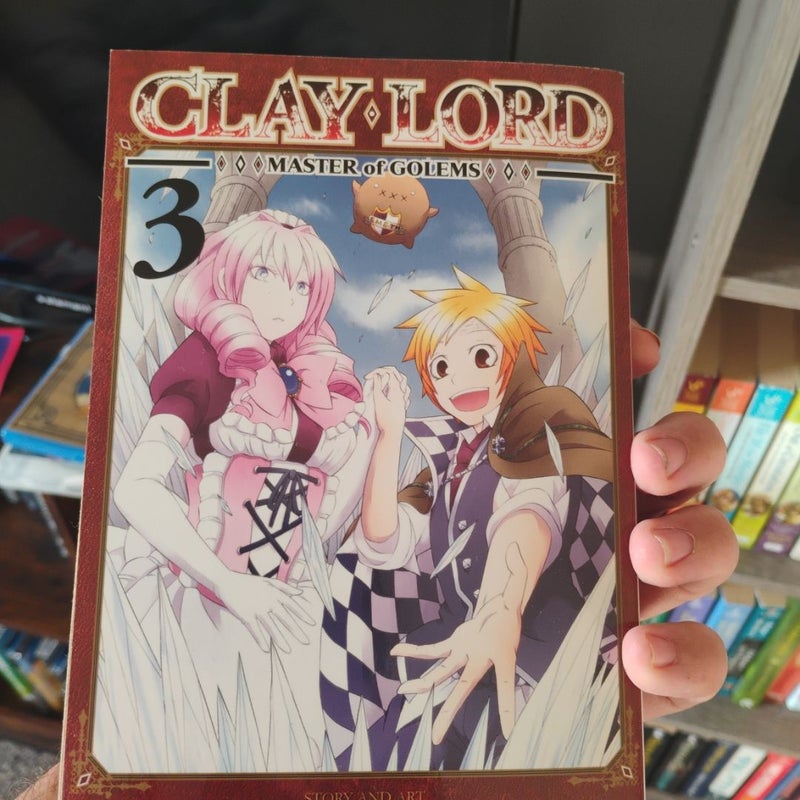 CLAY LORD
MASTER of GOLEMS
3
STORY AND ART